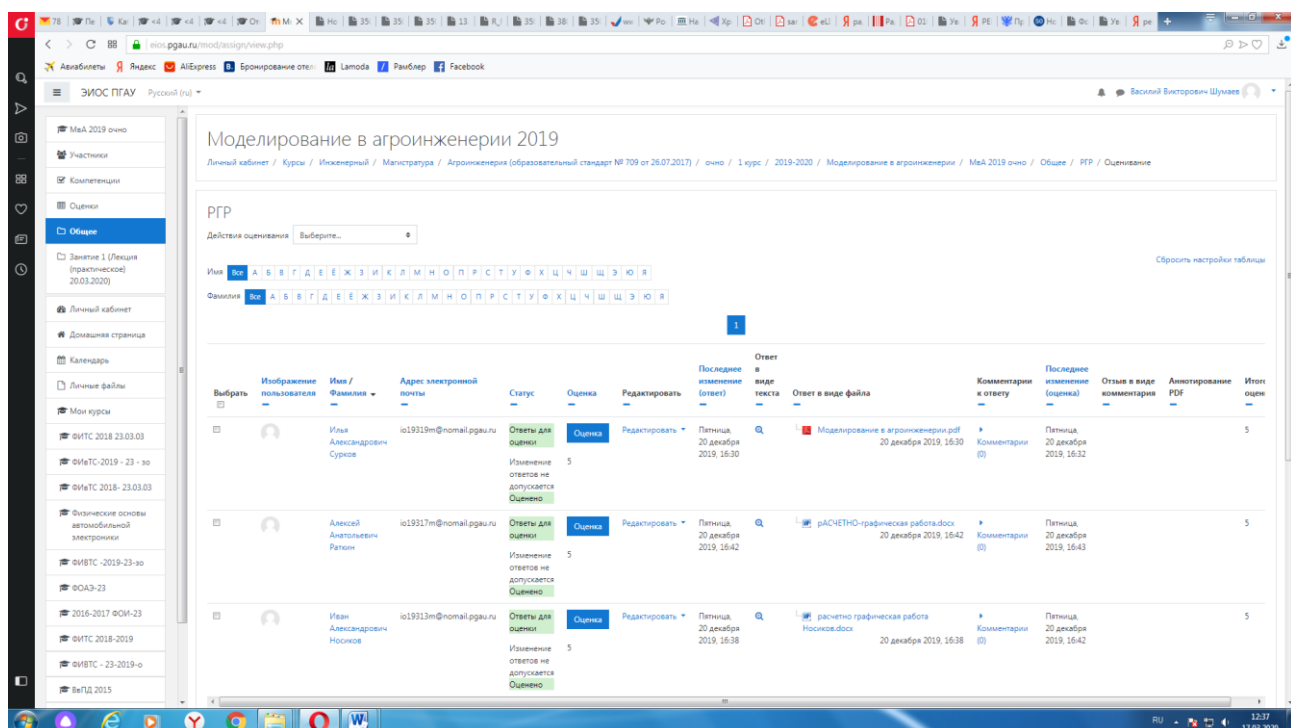 eios.pgau.ru/mod/assign/view.php
Авиабилеты Яндекс AliExpress Бронирование отел Lamoda Рамблер Facebook
ЭИОС ПГАУ Русский (ru)
Василий Викторович Шумаев
МвА 2019 очно
Участники
Компетенции
Оценки
Общее
Занятие 1 (Лекция
(практическое)
20.03.2020)
Личный кабинет
Домашняя страница
Календарь
Личные файлы
Мои курсы
ФИТС 2018 23.03.03
ФИвТС-2019 - 23 - зо
ФИвТС 2018- 23.03.03
Физические основы
автомобильной
электроники
ФИВТС -2019-23-зо
ФОАЭ-23
2016-2017 ФОИ-23
ФИТС 2018-2019
ФИВТС - 23-2019-о
ВвПД 2015
Моделирование в агроинженерии 2019
Личный кабинет / Курсы / Инженерный / Магистратура / Агроинженерия (образовательный стандарт № 709 от 26.07.2017) / очно / 1 курс / 2019-2020 / Моделирование в агроинженерии / МвА 2019 очно / Общее / РГР / Оценивание
РГР
Действия оценивания Выберите...
Сбросить настройки таблицы
Имя Все А Б В Г Д Е Ё Ж З И К Л М Н О П Р С Т У Ф Х Ц Ч Ш Щ Э Ю Я
Фамилия Все А Б В Г Д Е Ё Ж З И К Л М Н О П Р С Т У Ф Х Ц Ч Ш Щ Э Ю Я
1
Выбрать
Изображение
пользователя
Имя /
Фамилия
Адрес электронной
почты
Статус
Оценка
Редактировать
Последнее
изменение
(ответ)
Ответ
в
виде
текста
Ответ в виде файла
Комментарии
к ответу
Последнее
изменение
(оценка)
Отзыв в виде
комментария
Аннотирование
PDF
Итого
оцен
Илья
Александрович
Сурков
io19319m@nomail.pgau.ru
Ответы для
оценки
Изменение
ответов не
допускается
Оценено
Оценка
5
Редактировать
Пятница,
20 декабря
2019, 16:30
Моделирование в агроинженерии.pdf
20 декабря 2019, 16:30
Комментарии
(0)
Пятница,
20 декабря
2019, 16:32
5
Алексей
Анатольевич
Раткин
io19317m@nomail.pgau.ru
Ответы для
оценки
Изменение
ответов не
допускается
Оценено
Оценка
5
Редактировать
Пятница,
20 декабря
2019, 16:42
рАСЧЕТНО-графическая работа.docx
20 декабря 2019, 16:42
Комментарии
(0)
Пятница,
20 декабря
2019, 16:43
5
Иван
Александрович
Носиков
io19313m@nomail.pgau.ru
Ответы для
оценки
Изменение
ответов не
допускается
Оценено
Оценка
5
Редактировать
Пятница,
20 декабря
2019, 16:38
расчетно графическая работа
Носиков.docx
20 декабря 2019, 16:38
Комментарии
(0)
Пятница,
20 декабря
2019, 16:42
5
RU
12:37
17.03.2020